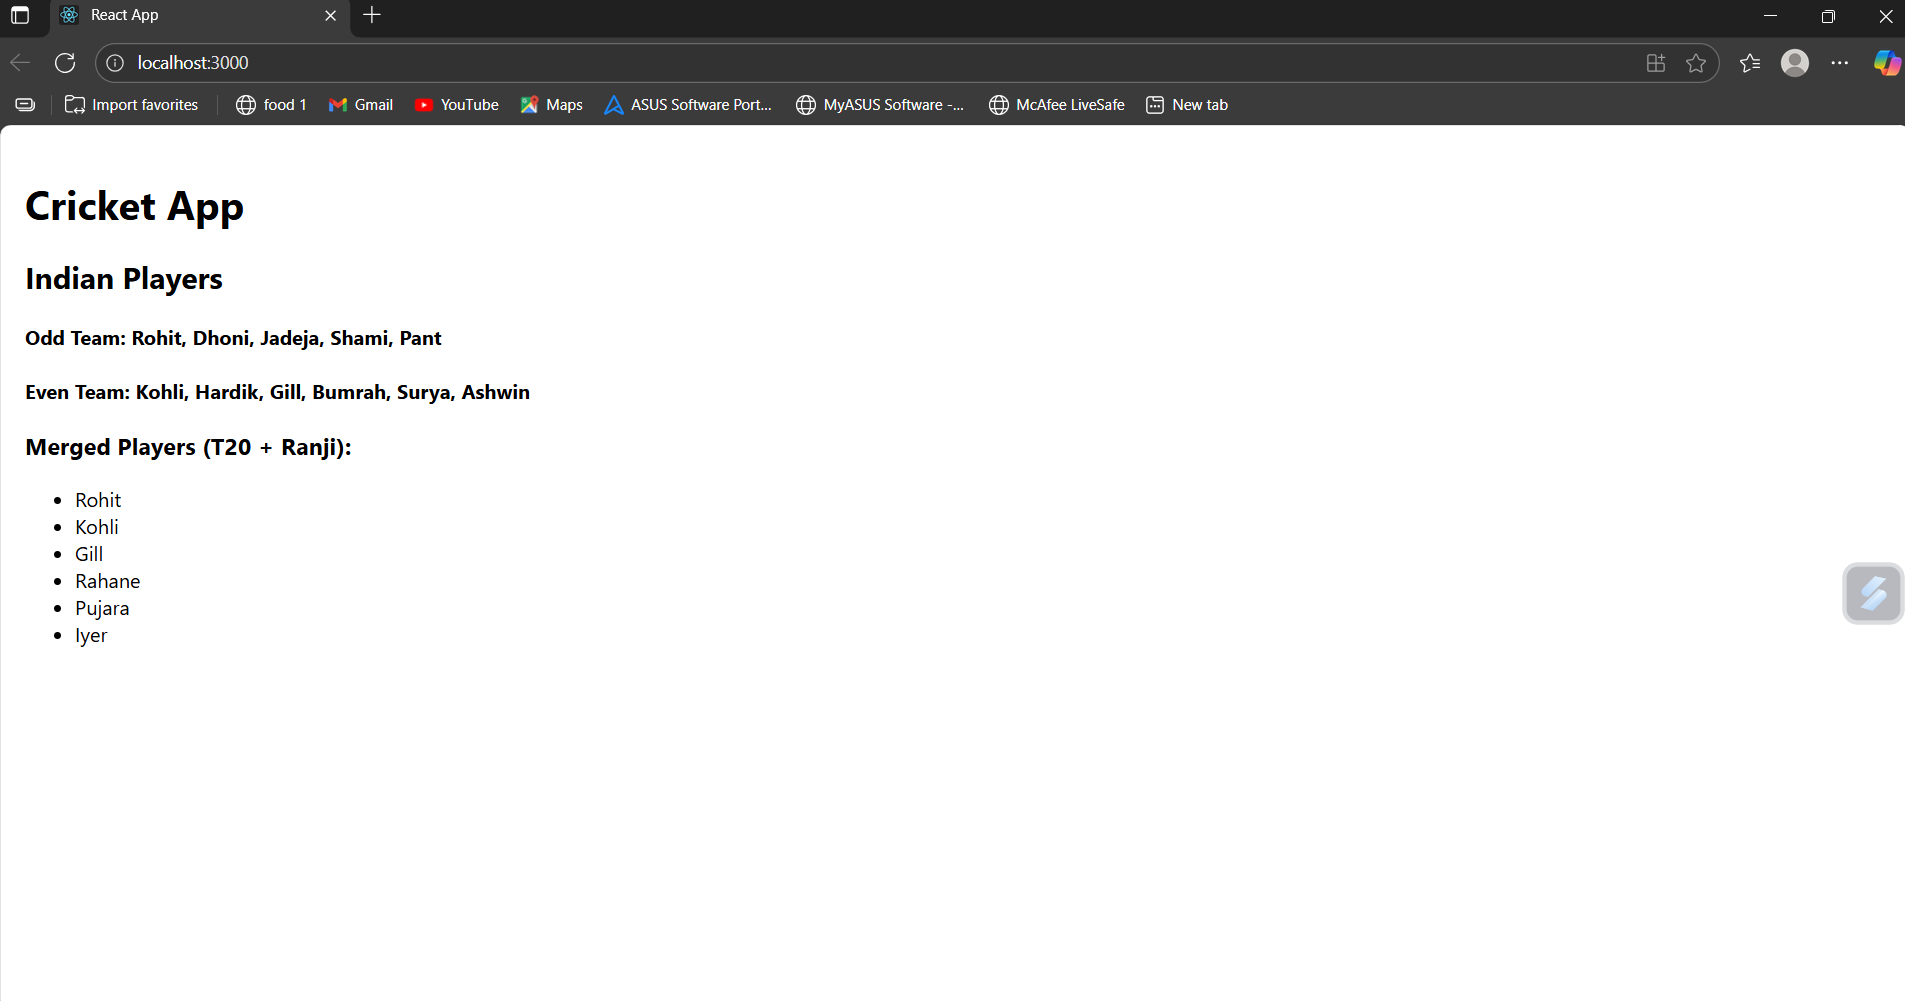 React App
localhost:3000
Import favorites food 1 Gmail YouTube Maps ASUS Software Port... MyASUS Software -... McAfee LiveSafe New tab
Cricket App
Indian Players
Odd Team: Rohit, Dhoni, Jadeja, Shami, Pant
Even Team: Kohli, Hardik, Gill, Bumrah, Surya, Ashwin
Merged Players (T20 + Ranji):
• Rohit
• Kohli
• Gill
• Rahane
• Pujara
• Iyer